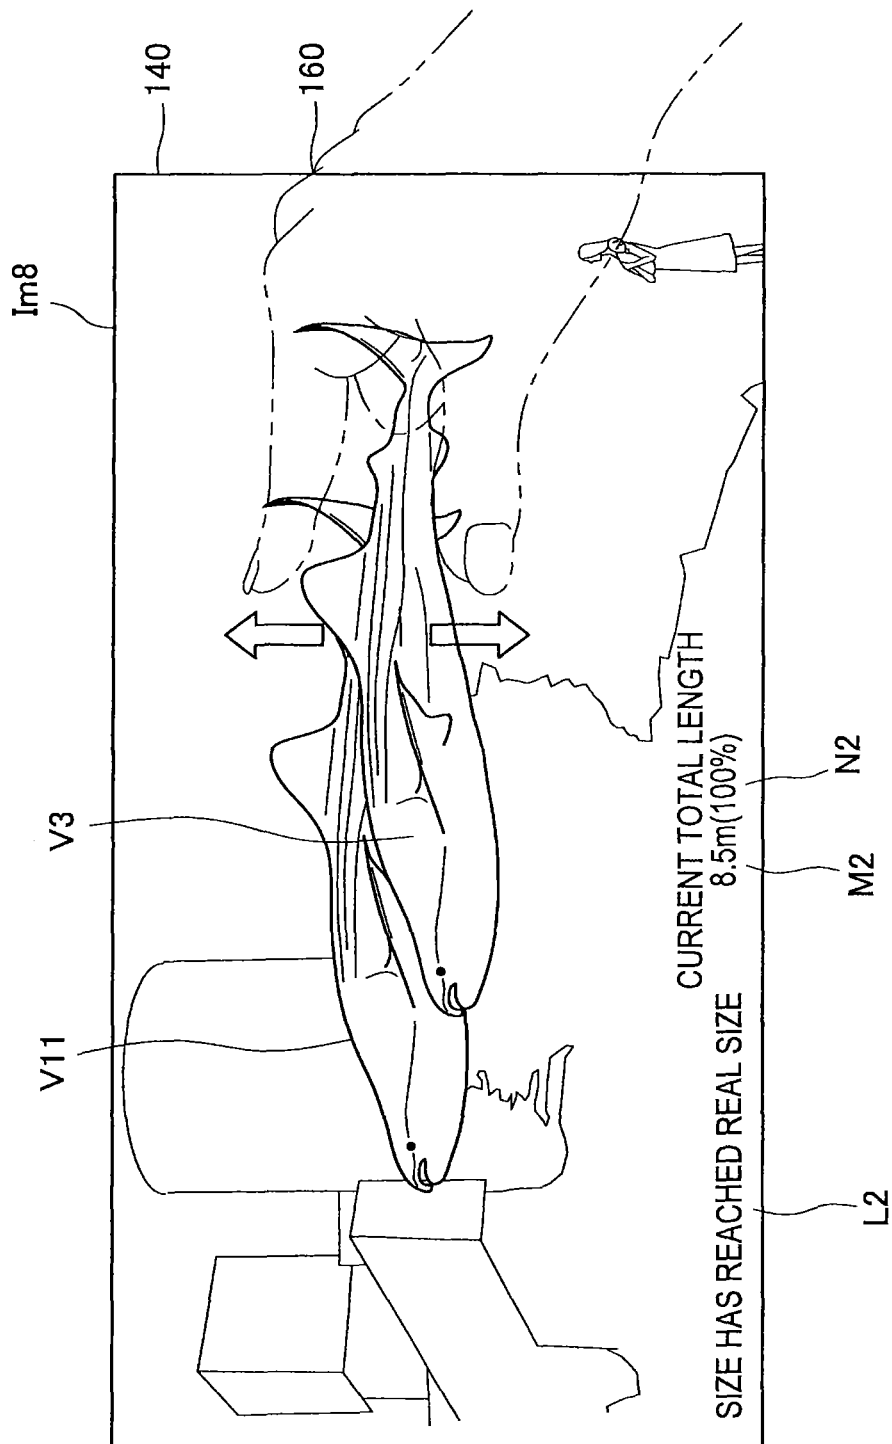 Im8
140
160
V11
V3
CURRENT TOTAL LENGTH
8.5m(100%)
SIZE HAS REACHED REAL SIZE
L2
M2
N2